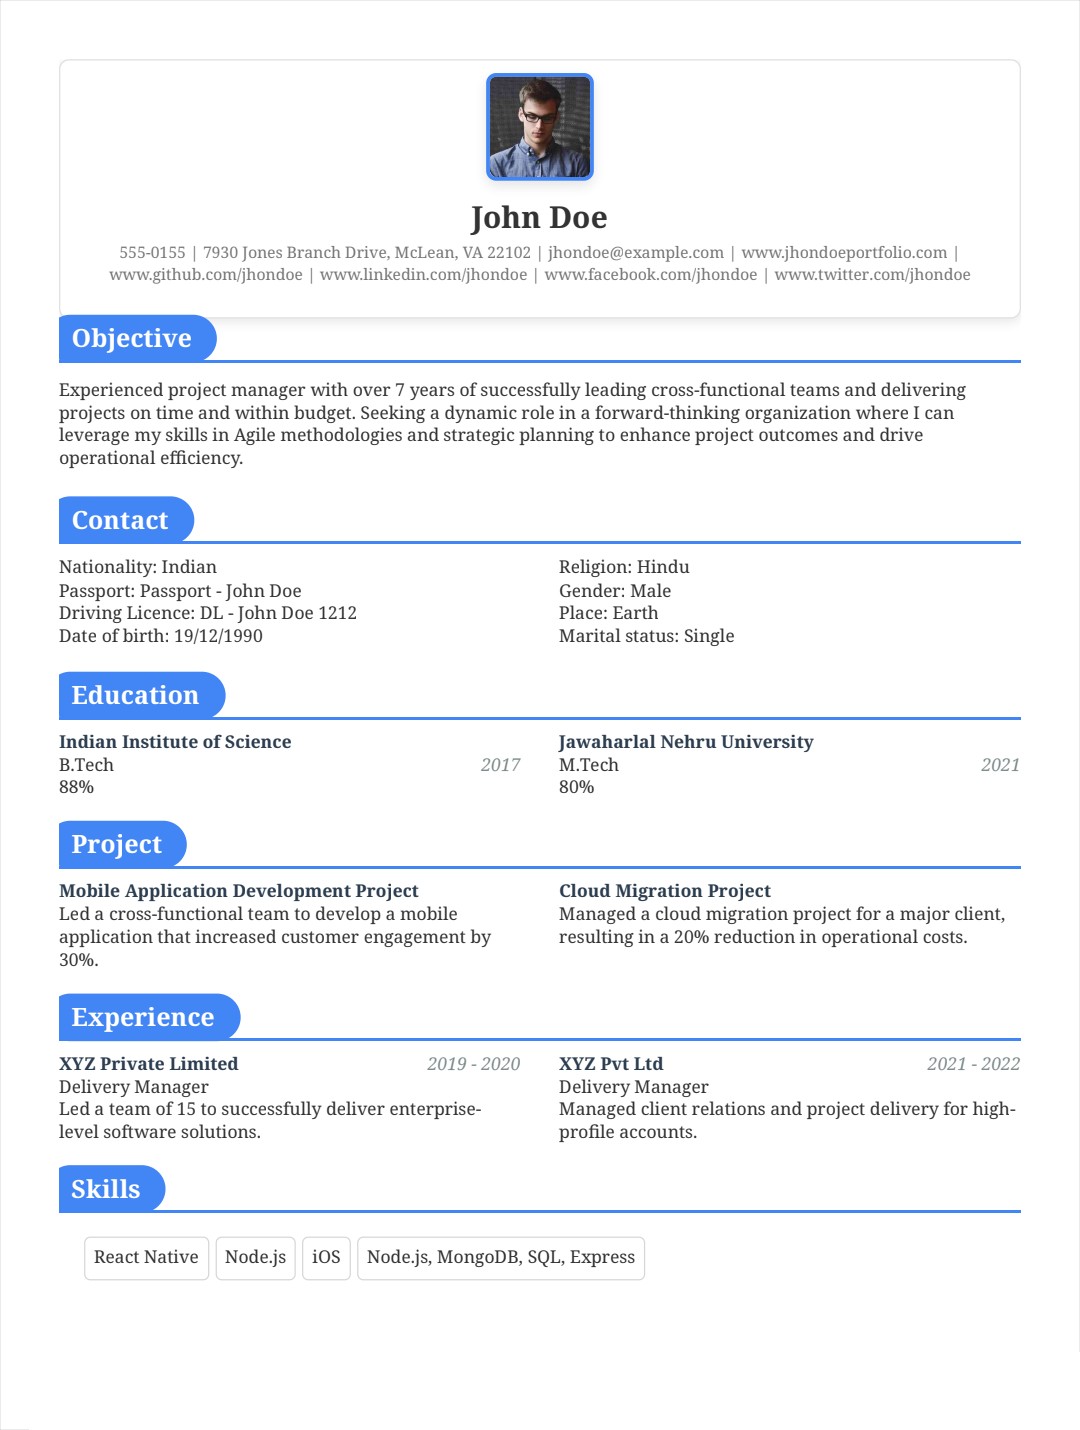 John Doe
555-0155 | 7930 Jones Branch Drive, McLean, VA 22102 | jhondoe@example.com | www.jhondoeportfolio.com |
www.github.com/jhondoe | www.linkedin.com/jhondoe | www.facebook.com/jhondoe | www.twitter.com/jhondoe
Objective
Experienced project manager with over 7 years of successfully leading cross-functional teams and delivering
projects on time and within budget. Seeking a dynamic role in a forward-thinking organization where I can
leverage my skills in Agile methodologies and strategic planning to enhance project outcomes and drive
operational efficiency.
Contact
Nationality: Indian
Passport: Passport - John Doe
Driving Licence: DL - John Doe 1212
Date of birth: 19/12/1990
Religion: Hindu
Gender: Male
Place: Earth
Marital status: Single
Education
Indian Institute of Science
B.Tech 2017
88%
Jawaharlal Nehru University
M.Tech 2021
80%
Project
Mobile Application Development Project
Led a cross-functional team to develop a mobile
application that increased customer engagement by
30%.
Cloud Migration Project
Managed a cloud migration project for a major client,
resulting in a 20% reduction in operational costs.
Experience
XYZ Private Limited 2019 - 2020
Delivery Manager
Led a team of 15 to successfully deliver enterprise-
level software solutions.
XYZ Pvt Ltd 2021 - 2022
Delivery Manager
Managed client relations and project delivery for high-
profile accounts.
Skills
React Native Node.js iOS Node.js, MongoDB, SQL, Express